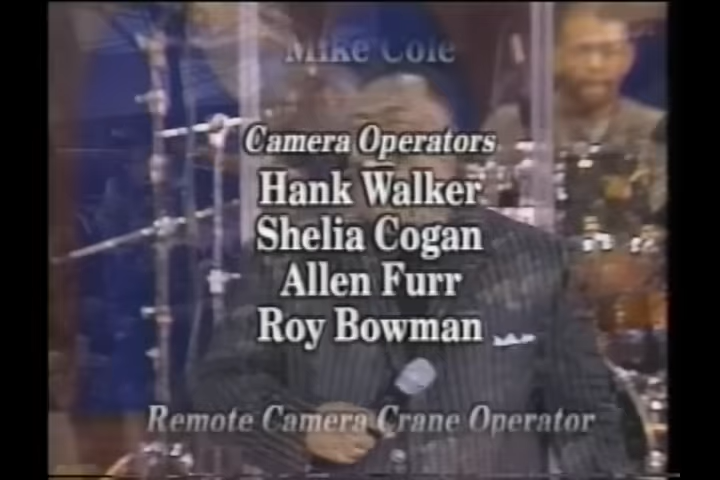 Mike Cole
Camera Operators
Hank Walker
Shelia Cogan
Allen Furr
Roy Bowman
Remote Camera Crane Operator